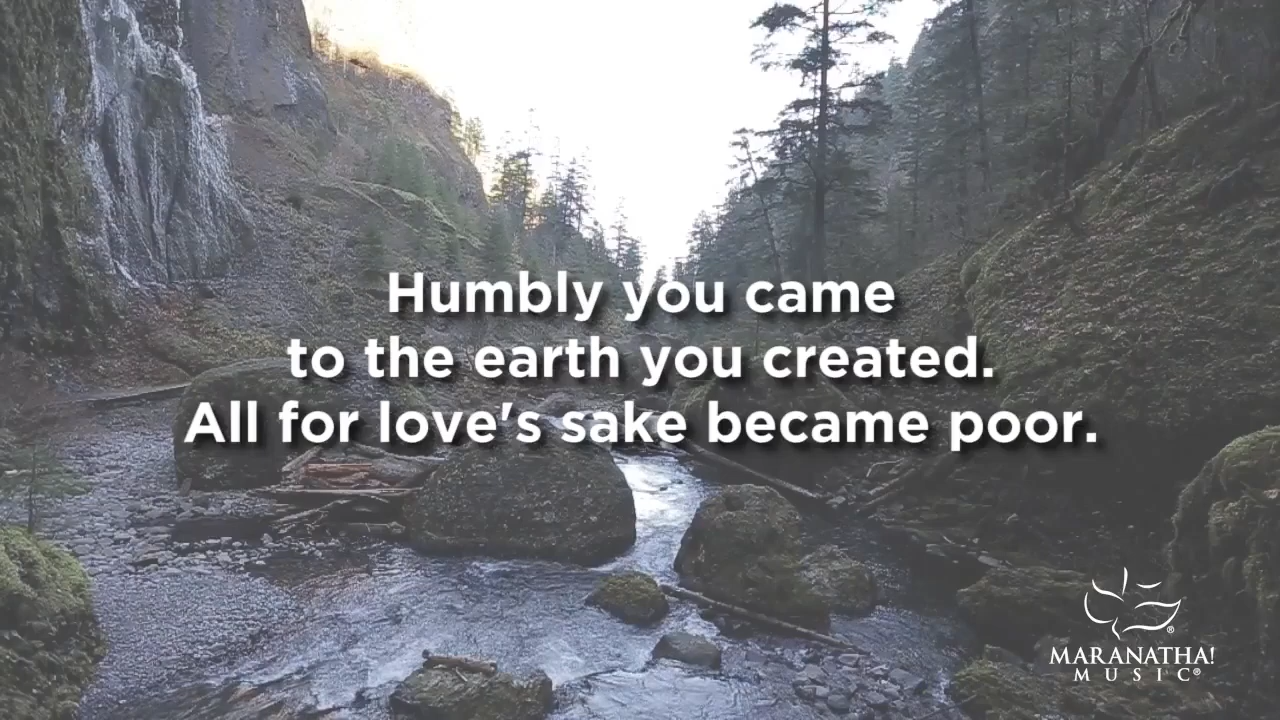 Humbly you came
to the earth you created.
All for love's sake became poor.
MARANATHA!
MUSIC®